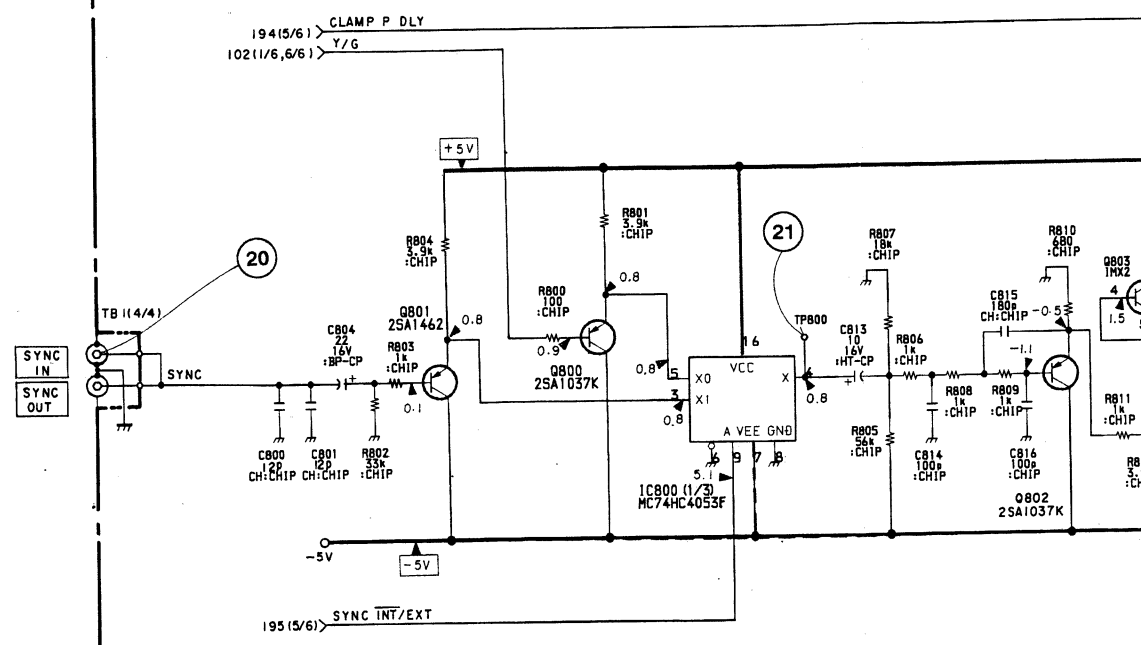 CLAMP P DLY
194(5/6)
Y/G
102(1/6,6/6)
+5V
20
21
R804
3.9k
:CHIP
R801
3.9k
:CHIP
0.8
R800
100
:CHIP
0.9
Q800
2SA1037K
Q801
2SA1462
0.8
TB1(4/4)
SYNC
IN
SYNC
OUT
SYNC
C804
22
16V
:BP-CP
+
R803
1k
:CHIP
0.1
C800
12p
CH:CHIP
C801
12p
CH:CHIP
R802
33k
:CHIP
0.8
5
3
0.8
X0
X1
VCC
X
A VEE GND
16
6
9
7
8
5.1
IC800 (1/3)
MC74HC4053F
TP800
4
0.8
C813
10
16V
:HT-CP
+
R807
18k
:CHIP
R806
1k
:CHIP
R805
56k
:CHIP
C814
100p
:CHIP
R808
1k
:CHIP
R809
1k
:CHIP
C815
180p
CH:CHIP
-0.5
-1.1
C816
100p
:CHIP
R810
680
:CHIP
Q802
2SA1037K
Q803
IMX2
4
1.5
R811
1k
:CHIP
-5V
-5V
195(5/6)
SYNC INT/EXT